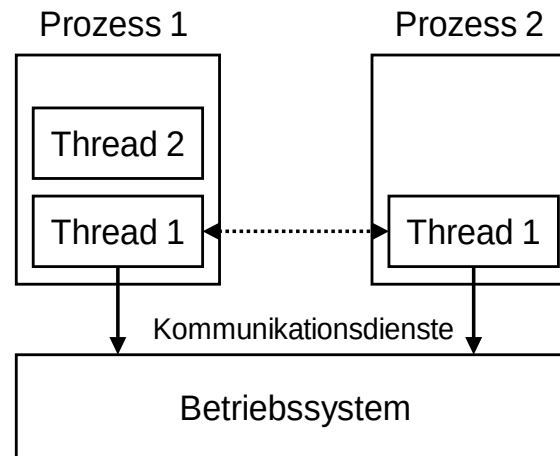 Prozess 1
Prozess 2
Thread 2
Thread 1
Thread 1
Kommunikationsdienste
Betriebssystem